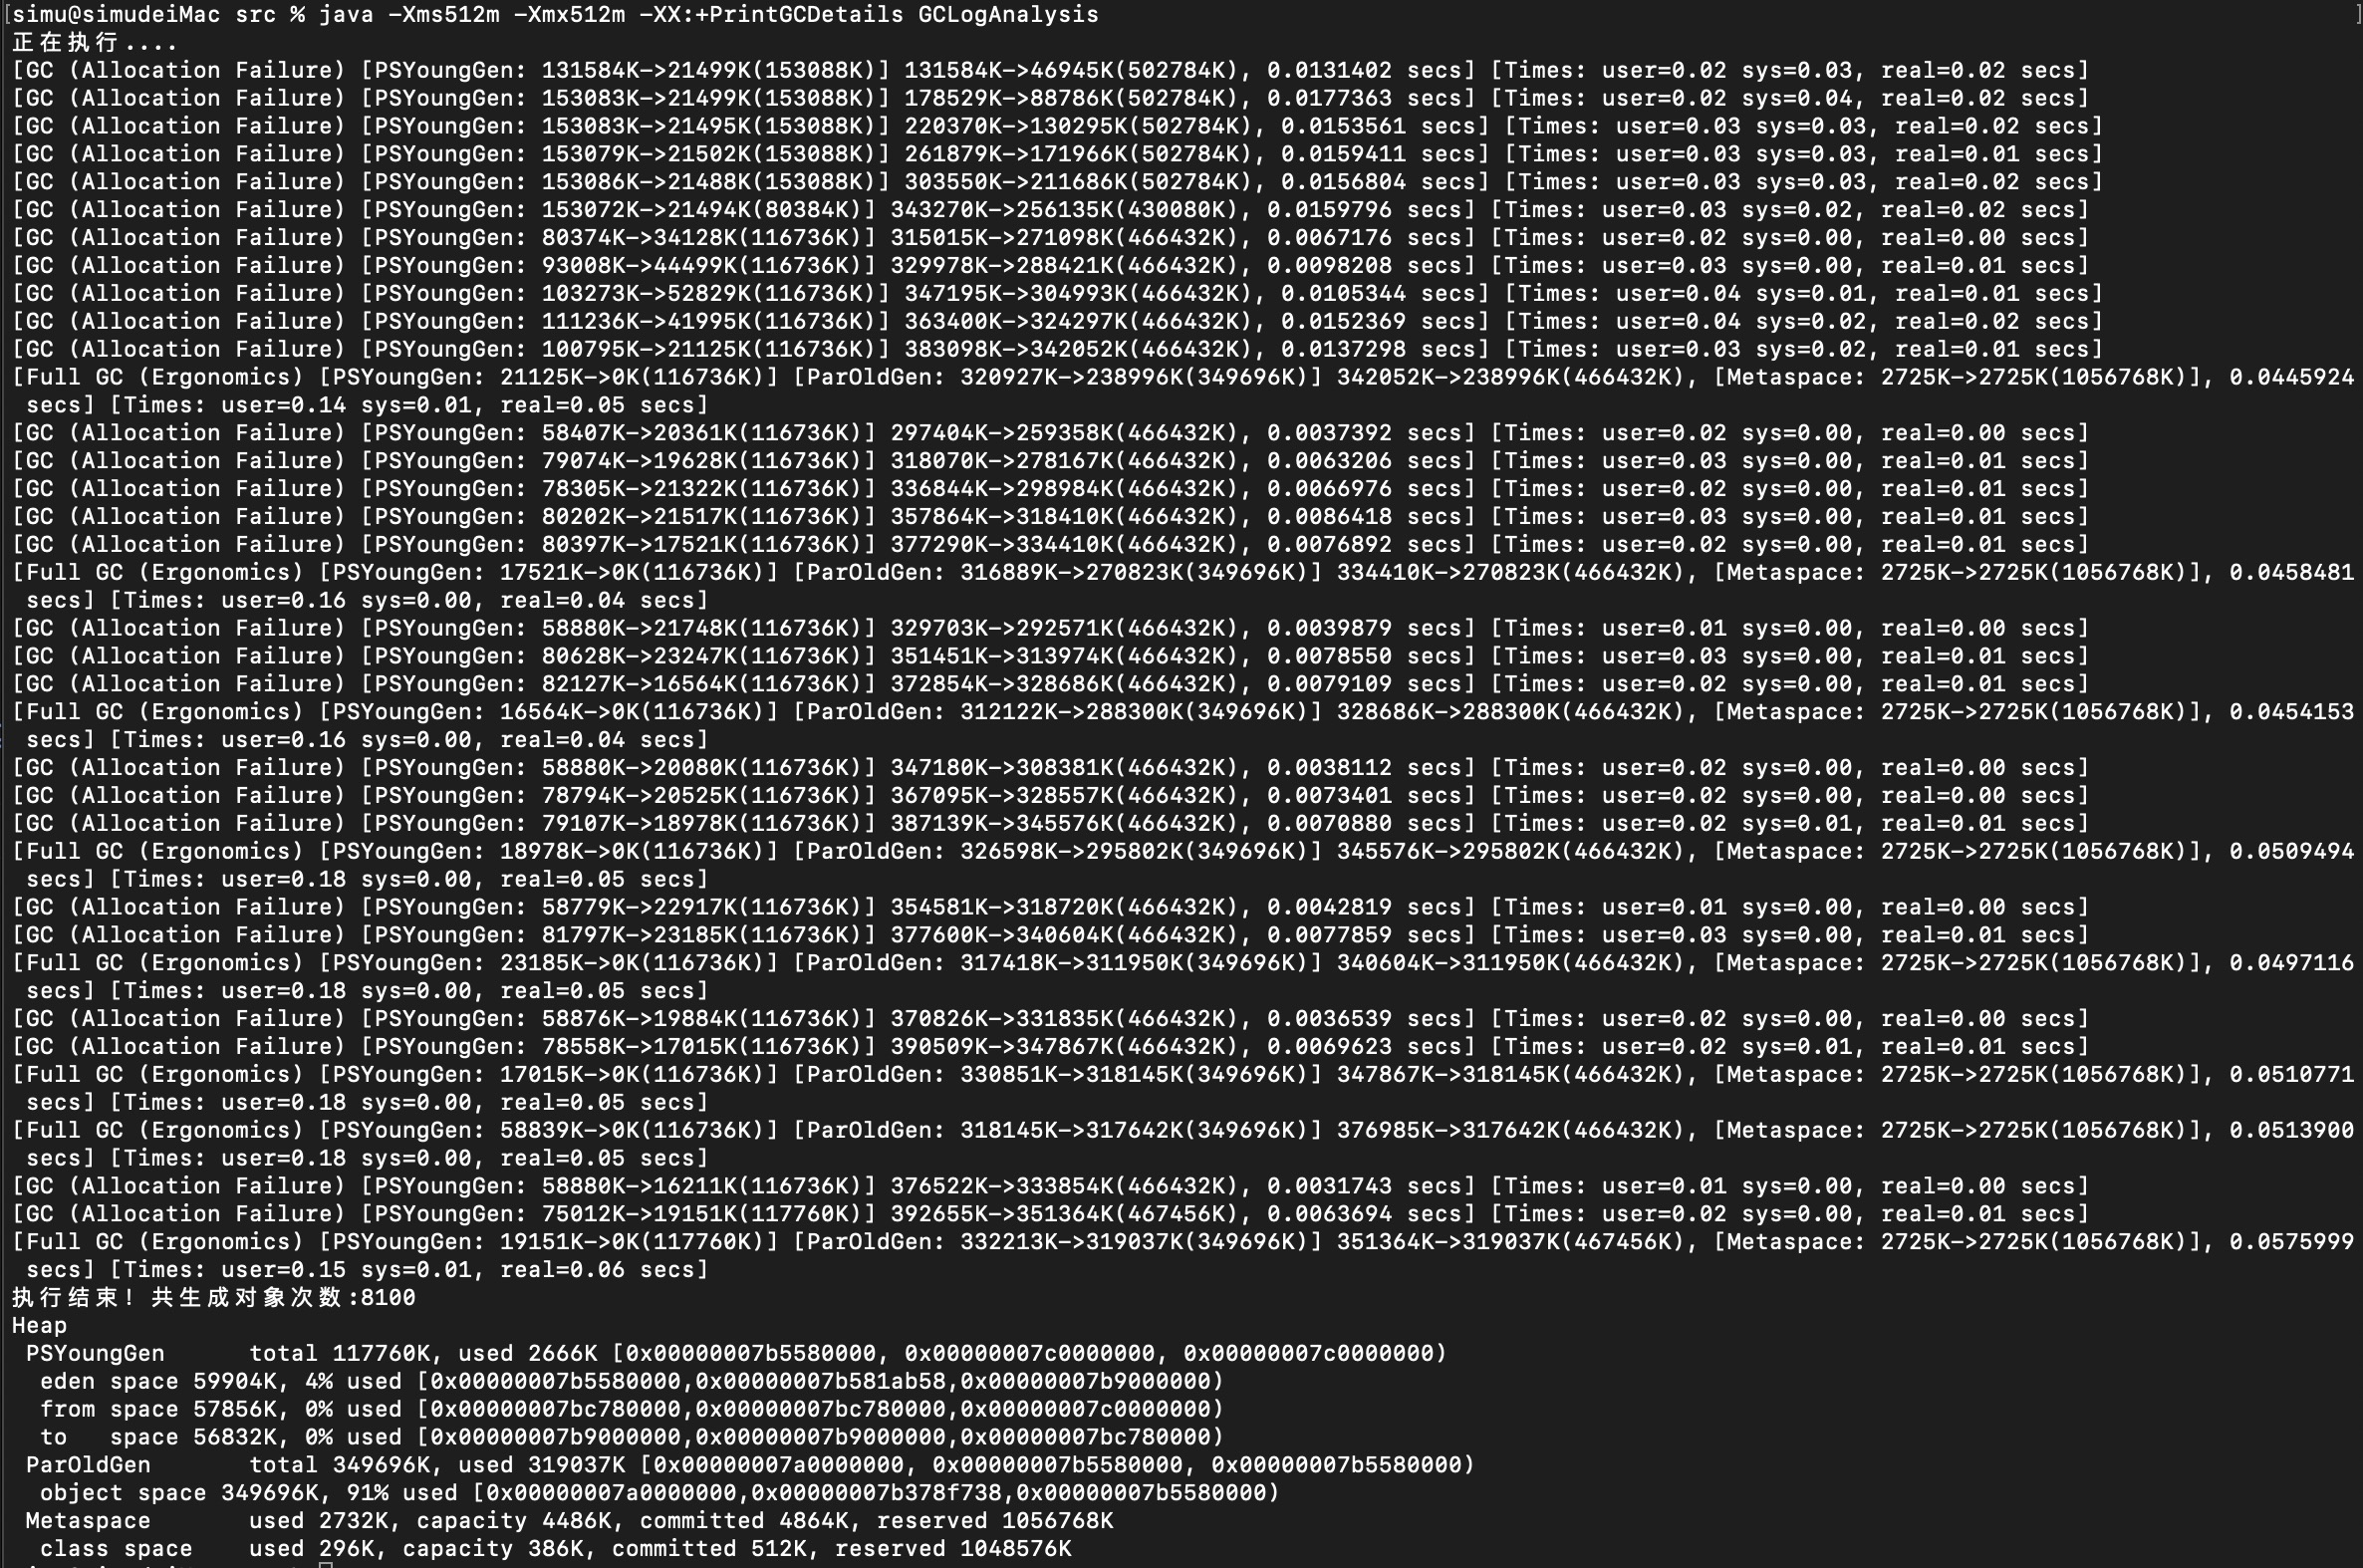 [simu@simudeiMac src % java -Xms512m -Xmx512m -XX:+PrintGCDetails GCLogAnalysis ]
正在执行....
[GC (Allocation Failure) [PSYoungGen: 131584K->21499K(153088K)] 131584K->46945K(502784K), 0.0131402 secs] [Times: user=0.02 sys=0.03, real=0.02 secs]
[GC (Allocation Failure) [PSYoungGen: 153083K->21499K(153088K)] 178529K->88786K(502784K), 0.0177363 secs] [Times: user=0.02 sys=0.04, real=0.02 secs]
[GC (Allocation Failure) [PSYoungGen: 153083K->21495K(153088K)] 220370K->130295K(502784K), 0.0153561 secs] [Times: user=0.03 sys=0.03, real=0.02 secs]
[GC (Allocation Failure) [PSYoungGen: 153079K->21502K(153088K)] 261879K->171966K(502784K), 0.0159411 secs] [Times: user=0.03 sys=0.03, real=0.01 secs]
[GC (Allocation Failure) [PSYoungGen: 153086K->21488K(153088K)] 303550K->211686K(502784K), 0.0156804 secs] [Times: user=0.03 sys=0.03, real=0.02 secs]
[GC (Allocation Failure) [PSYoungGen: 153072K->21494K(80384K)] 343270K->256135K(430080K), 0.0159796 secs] [Times: user=0.03 sys=0.02, real=0.02 secs]
[GC (Allocation Failure) [PSYoungGen: 80374K->34128K(116736K)] 315015K->271098K(466432K), 0.0067176 secs] [Times: user=0.02 sys=0.00, real=0.00 secs]
[GC (Allocation Failure) [PSYoungGen: 93008K->44499K(116736K)] 329978K->288421K(466432K), 0.0098208 secs] [Times: user=0.03 sys=0.00, real=0.01 secs]
[GC (Allocation Failure) [PSYoungGen: 103273K->52829K(116736K)] 347195K->304993K(466432K), 0.0105344 secs] [Times: user=0.04 sys=0.01, real=0.01 secs]
[GC (Allocation Failure) [PSYoungGen: 111236K->41995K(116736K)] 363400K->324297K(466432K), 0.0152369 secs] [Times: user=0.04 sys=0.02, real=0.02 secs]
[GC (Allocation Failure) [PSYoungGen: 100795K->21125K(116736K)] 383098K->342052K(466432K), 0.0137298 secs] [Times: user=0.03 sys=0.02, real=0.01 secs]
[Full GC (Ergonomics) [PSYoungGen: 21125K->0K(116736K)] [ParOldGen: 320927K->238996K(349696K)] 342052K->238996K(466432K), [Metaspace: 2725K->2725K(1056768K)], 0.0445924
 secs] [Times: user=0.14 sys=0.01, real=0.05 secs]
[GC (Allocation Failure) [PSYoungGen: 58407K->20361K(116736K)] 297404K->259358K(466432K), 0.0037392 secs] [Times: user=0.02 sys=0.00, real=0.00 secs]
[GC (Allocation Failure) [PSYoungGen: 79074K->19628K(116736K)] 318070K->278167K(466432K), 0.0063206 secs] [Times: user=0.03 sys=0.00, real=0.01 secs]
[GC (Allocation Failure) [PSYoungGen: 78305K->21322K(116736K)] 336844K->298984K(466432K), 0.0066976 secs] [Times: user=0.02 sys=0.00, real=0.01 secs]
[GC (Allocation Failure) [PSYoungGen: 80202K->21517K(116736K)] 357864K->318410K(466432K), 0.0086418 secs] [Times: user=0.03 sys=0.00, real=0.01 secs]
[GC (Allocation Failure) [PSYoungGen: 80397K->17521K(116736K)] 377290K->334410K(466432K), 0.0076892 secs] [Times: user=0.02 sys=0.00, real=0.01 secs]
[Full GC (Ergonomics) [PSYoungGen: 17521K->0K(116736K)] [ParOldGen: 316889K->270823K(349696K)] 334410K->270823K(466432K), [Metaspace: 2725K->2725K(1056768K)], 0.0458481
 secs] [Times: user=0.16 sys=0.00, real=0.04 secs]
[GC (Allocation Failure) [PSYoungGen: 58880K->21748K(116736K)] 329703K->292571K(466432K), 0.0039879 secs] [Times: user=0.01 sys=0.00, real=0.00 secs]
[GC (Allocation Failure) [PSYoungGen: 80628K->23247K(116736K)] 351451K->313974K(466432K), 0.0078550 secs] [Times: user=0.03 sys=0.00, real=0.01 secs]
[GC (Allocation Failure) [PSYoungGen: 82127K->16564K(116736K)] 372854K->328686K(466432K), 0.0079109 secs] [Times: user=0.02 sys=0.00, real=0.01 secs]
[Full GC (Ergonomics) [PSYoungGen: 16564K->0K(116736K)] [ParOldGen: 312122K->288300K(349696K)] 328686K->288300K(466432K), [Metaspace: 2725K->2725K(1056768K)], 0.0454153
 secs] [Times: user=0.16 sys=0.00, real=0.04 secs]
[GC (Allocation Failure) [PSYoungGen: 58880K->20080K(116736K)] 347180K->308381K(466432K), 0.0038112 secs] [Times: user=0.02 sys=0.00, real=0.00 secs]
[GC (Allocation Failure) [PSYoungGen: 78794K->20525K(116736K)] 367095K->328557K(466432K), 0.0073401 secs] [Times: user=0.02 sys=0.00, real=0.00 secs]
[GC (Allocation Failure) [PSYoungGen: 79107K->18978K(116736K)] 387139K->345576K(466432K), 0.0070880 secs] [Times: user=0.02 sys=0.01, real=0.01 secs]
[Full GC (Ergonomics) [PSYoungGen: 18978K->0K(116736K)] [ParOldGen: 326598K->295802K(349696K)] 345576K->295802K(466432K), [Metaspace: 2725K->2725K(1056768K)], 0.0509494
 secs] [Times: user=0.18 sys=0.00, real=0.05 secs]
[GC (Allocation Failure) [PSYoungGen: 58779K->22917K(116736K)] 354581K->318720K(466432K), 0.0042819 secs] [Times: user=0.01 sys=0.00, real=0.00 secs]
[GC (Allocation Failure) [PSYoungGen: 81797K->23185K(116736K)] 377600K->340604K(466432K), 0.0077859 secs] [Times: user=0.03 sys=0.00, real=0.01 secs]
[Full GC (Ergonomics) [PSYoungGen: 23185K->0K(116736K)] [ParOldGen: 317418K->311950K(349696K)] 340604K->311950K(466432K), [Metaspace: 2725K->2725K(1056768K)], 0.0497116
 secs] [Times: user=0.18 sys=0.00, real=0.05 secs]
[GC (Allocation Failure) [PSYoungGen: 58876K->19884K(116736K)] 370826K->331835K(466432K), 0.0036539 secs] [Times: user=0.02 sys=0.00, real=0.00 secs]
[GC (Allocation Failure) [PSYoungGen: 78558K->17015K(116736K)] 390509K->347867K(466432K), 0.0069623 secs] [Times: user=0.02 sys=0.01, real=0.01 secs]
[Full GC (Ergonomics) [PSYoungGen: 17015K->0K(116736K)] [ParOldGen: 330851K->318145K(349696K)] 347867K->318145K(466432K), [Metaspace: 2725K->2725K(1056768K)], 0.0510771
 secs] [Times: user=0.18 sys=0.00, real=0.05 secs]
[Full GC (Ergonomics) [PSYoungGen: 58839K->0K(116736K)] [ParOldGen: 318145K->317642K(349696K)] 376985K->317642K(466432K), [Metaspace: 2725K->2725K(1056768K)], 0.0513900
 secs] [Times: user=0.18 sys=0.00, real=0.05 secs]
[GC (Allocation Failure) [PSYoungGen: 58880K->16211K(116736K)] 376522K->333854K(466432K), 0.0031743 secs] [Times: user=0.01 sys=0.00, real=0.00 secs]
[GC (Allocation Failure) [PSYoungGen: 75012K->19151K(117760K)] 392655K->351364K(467456K), 0.0063694 secs] [Times: user=0.02 sys=0.00, real=0.01 secs]
[Full GC (Ergonomics) [PSYoungGen: 19151K->0K(117760K)] [ParOldGen: 332213K->319037K(349696K)] 351364K->319037K(467456K), [Metaspace: 2725K->2725K(1056768K)], 0.0575999
 secs] [Times: user=0.15 sys=0.01, real=0.06 secs]
执行结束！共生成对象次数:8100
Heap
 PSYoungGen      total 117760K, used 2666K [0x00000007b5580000, 0x00000007c0000000, 0x00000007c0000000)
  eden space 59904K, 4% used [0x00000007b5580000,0x00000007b581ab58,0x00000007b9000000)
  from space 57856K, 0% used [0x00000007bc780000,0x00000007bc780000,0x00000007c0000000)
  to   space 56832K, 0% used [0x00000007b9000000,0x00000007b9000000,0x00000007bc780000)
 ParOldGen       total 349696K, used 319037K [0x00000007a0000000, 0x00000007b5580000, 0x00000007b5580000)
  object space 349696K, 91% used [0x00000007a0000000,0x00000007b378f738,0x00000007b5580000)
 Metaspace       used 2732K, capacity 4486K, committed 4864K, reserved 1056768K
  class space    used 296K, capacity 386K, committed 512K, reserved 1048576K